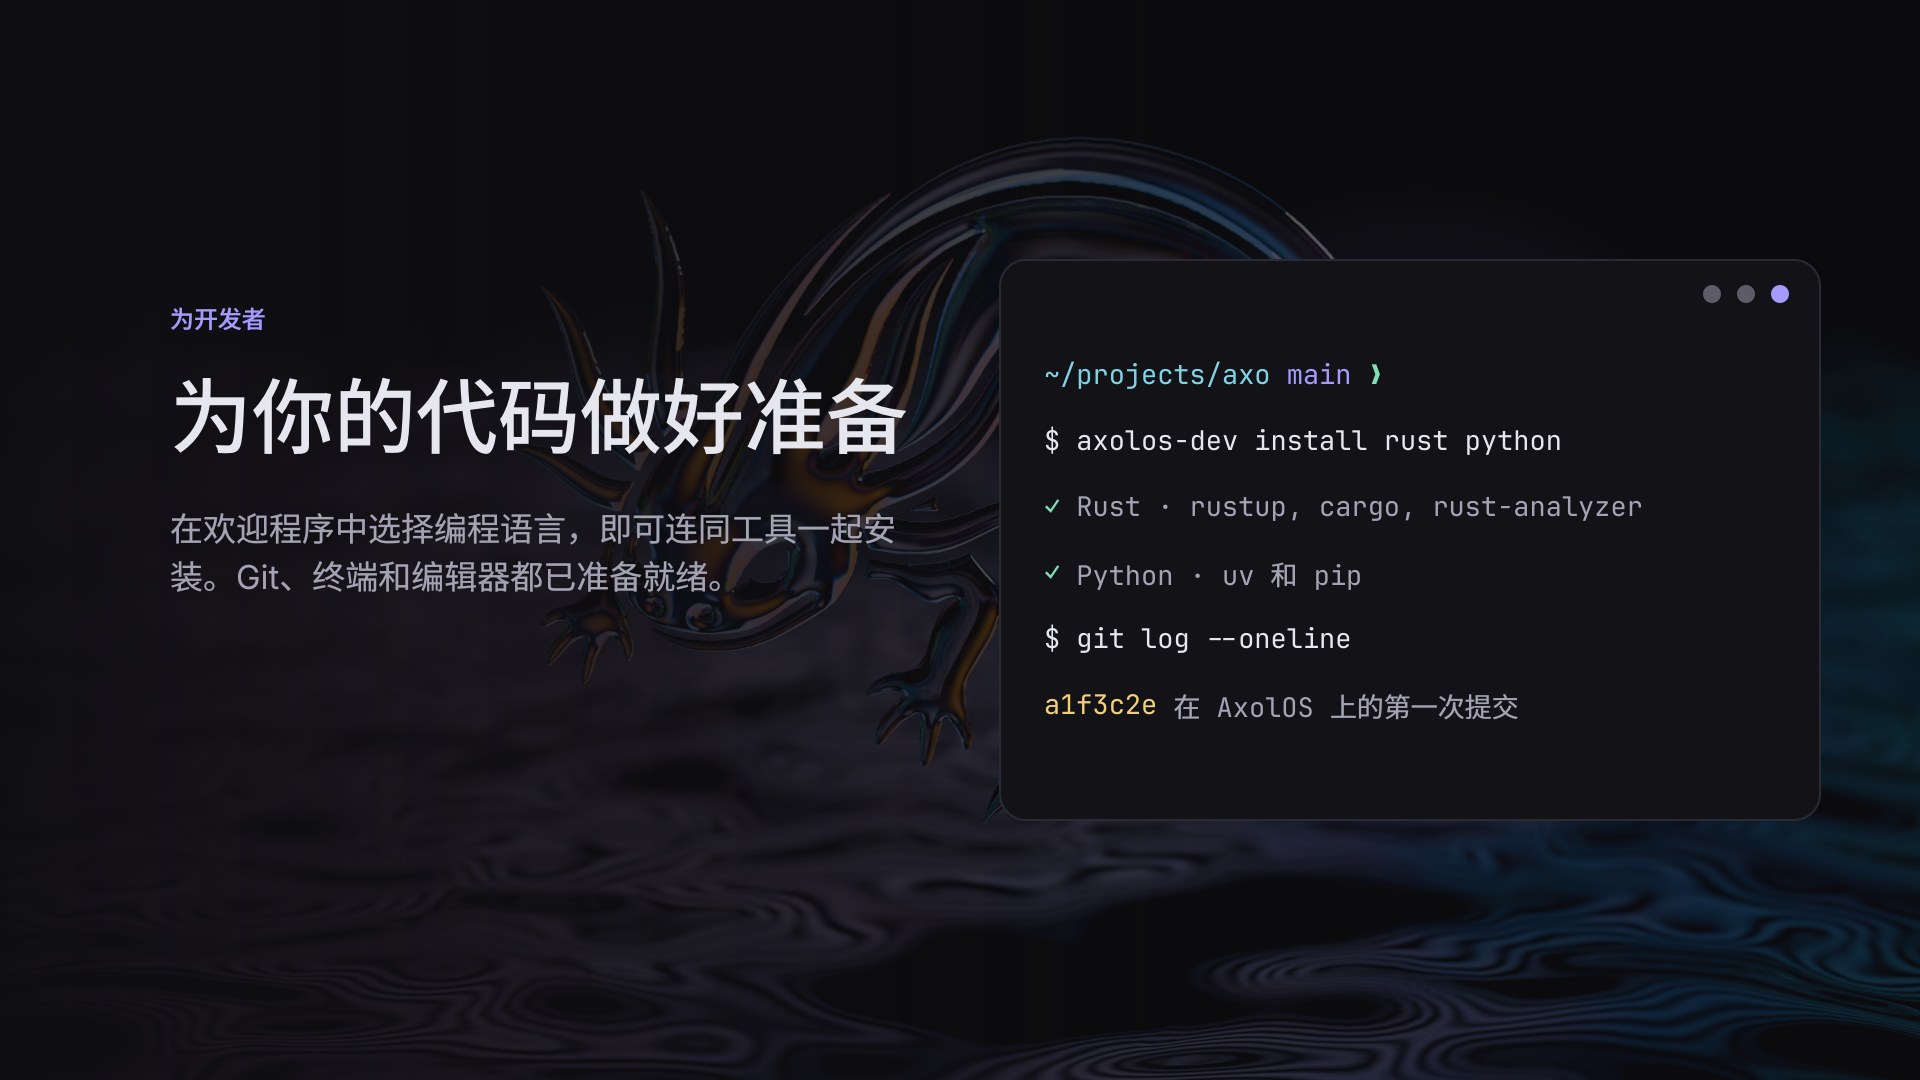 为开发者
为你的代码做好准备
在欢迎程序中选择编程语言，即可连同工具一起安
装。Git、终端和编辑器都已准备就绪。
~/projects/axo main ❱
$ axolos-dev install rust python
✓ Rust · rustup, cargo, rust-analyzer
✓ Python · uv 和 pip
$ git log --oneline
a1f3c2e 在 AxolOS 上的第一次提交